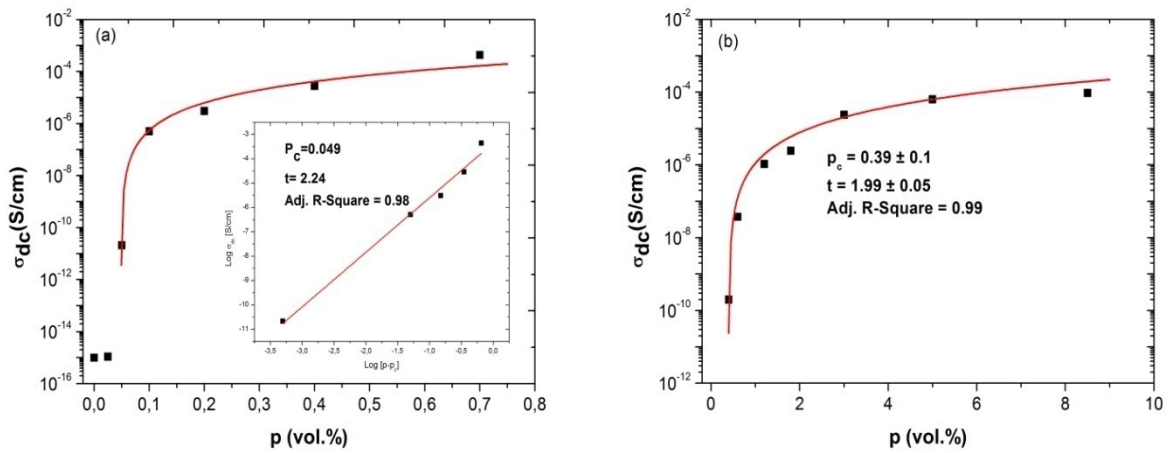 (a)
10⁻²
10⁻⁴
10⁻⁶
10⁻⁸
10⁻¹⁰
10⁻¹²
10⁻¹⁴
10⁻¹⁶
σdc(S/cm)
0,0 0,1 0,2 0,3 0,4 0,5 0,6 0,7 0,8
p (vol.%)
Pc=0.049
t= 2.24
Adj. R-Square = 0.98
-3
-4
-5
-6
-7
-8
-9
-10
-11
Log σdc [S/cm]
-3,5 -3,0 -2,5 -2,0 -1,5 -1,0 -0,5 0,0
Log [p-pc]
(b)
10⁻²
10⁻⁴
10⁻⁶
10⁻⁸
10⁻¹⁰
10⁻¹²
σdc(S/cm)
pc = 0.39 ± 0.1
t = 1.99 ± 0.05
Adj. R-Square = 0.99
0 2 4 6 8 10
p (vol.%)